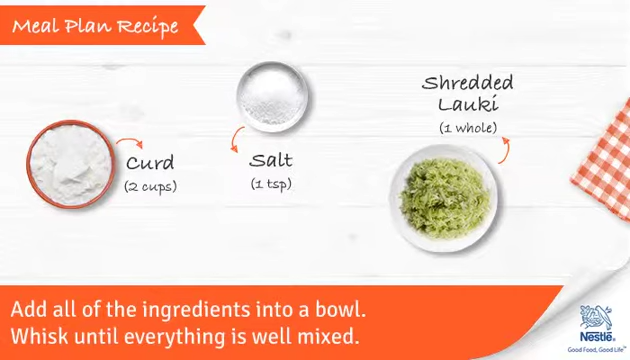 Meal Plan Recipe
Shredded
Lauki
(1 whole)
Curd
(2 cups)
Salt
(1 tsp)
Add all of the ingredients into a bowl.
Whisk until everything is well mixed.
Nestlé®
Good Food, Good Life™